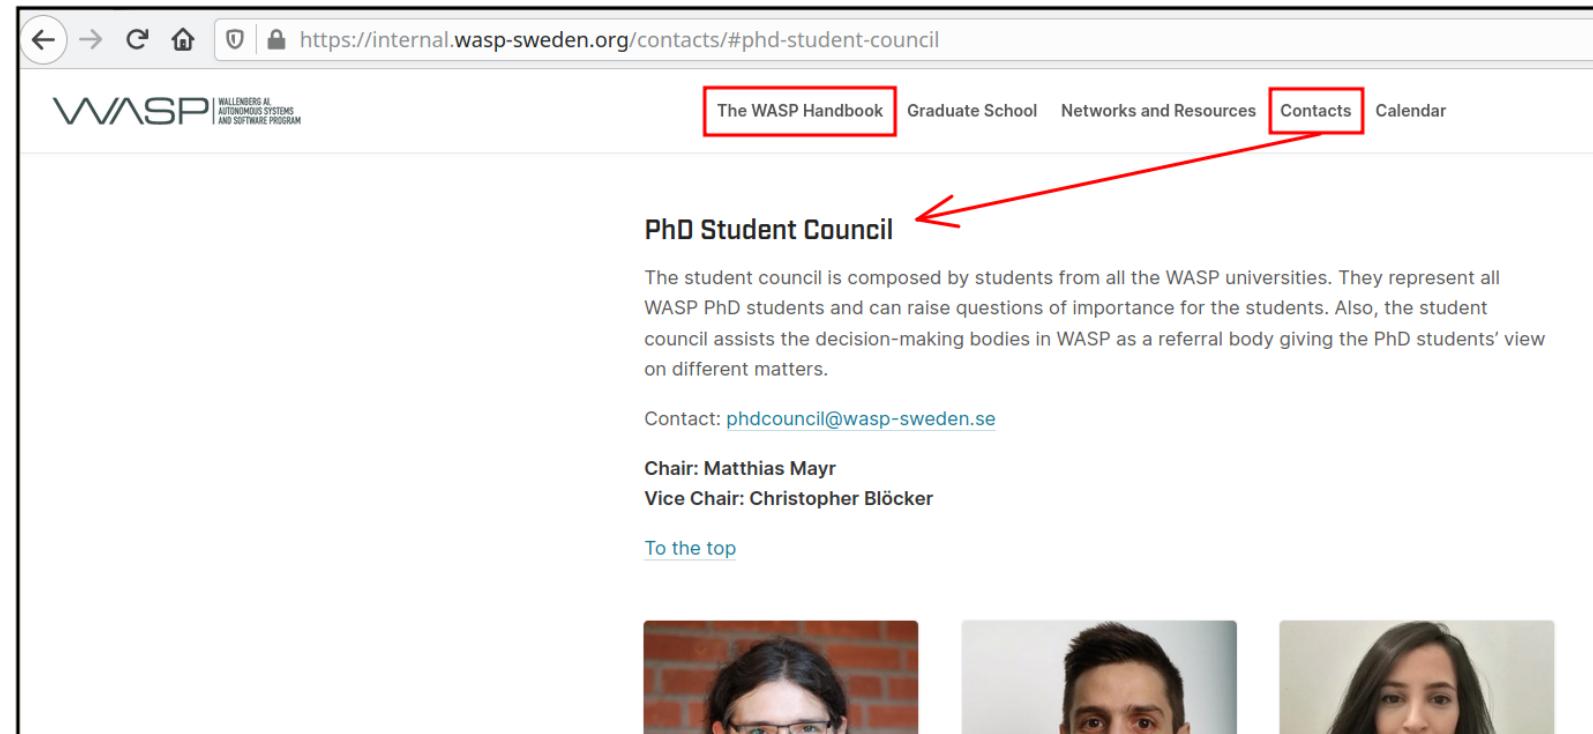 https://internal.wasp-sweden.org/contacts/#phd-student-council
WASP
WALLENBERG AI,
AUTONOMOUS SYSTEMS
AND SOFTWARE PROGRAM
The WASP Handbook Graduate School Networks and Resources Contacts Calendar
PhD Student Council
The student council is composed by students from all the WASP universities. They represent all
WASP PhD students and can raise questions of importance for the students. Also, the student
council assists the decision-making bodies in WASP as a referral body giving the PhD students’ view
on different matters.
Contact: phdcouncil@wasp-sweden.se
Chair: Matthias Mayr
Vice Chair: Christopher Blöcker
To the top